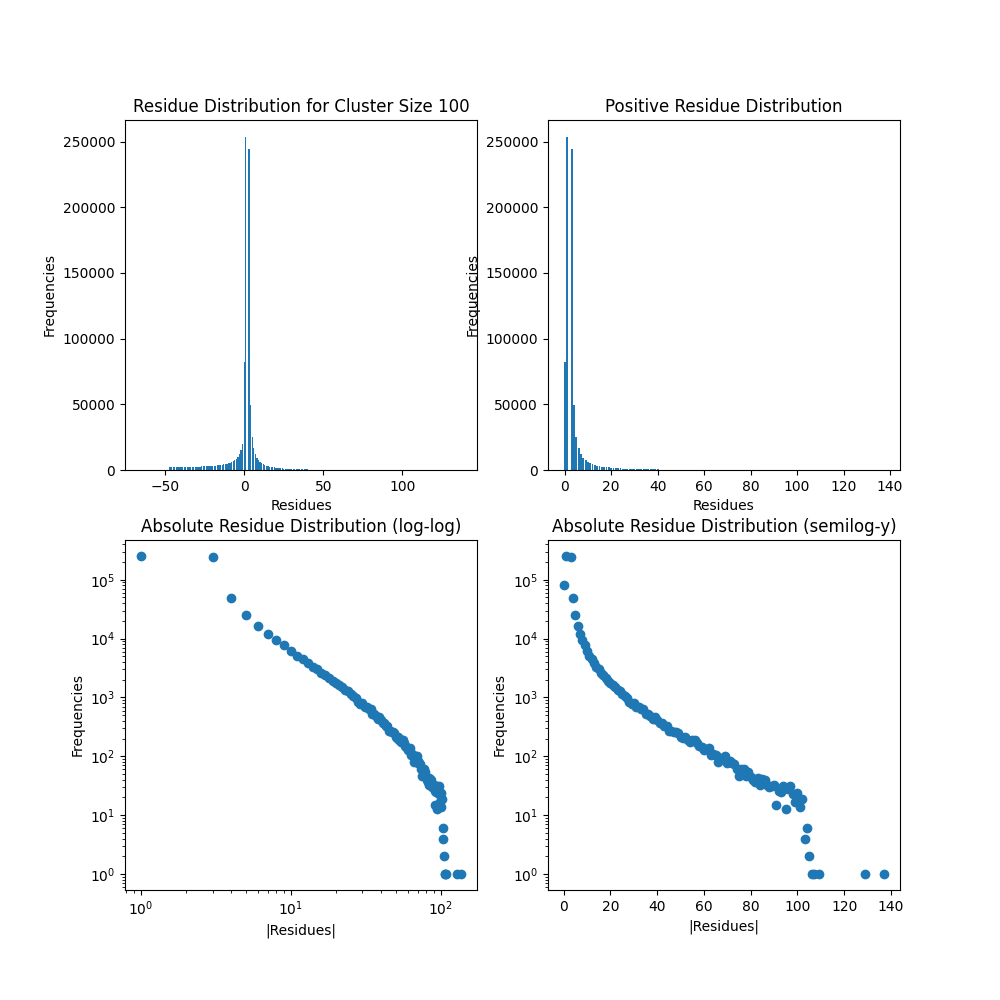 Residue Distribution for Cluster Size 100
Frequencies
250000
200000
150000
100000
50000
0
−50 0 50 100
Residues
Positive Residue Distribution
Frequencies
250000
200000
150000
100000
50000
0
0 20 40 60 80 100 120 140
Residues
Absolute Residue Distribution (log-log)
Frequencies
10⁵
10⁴
10³
10²
10¹
10⁰
10⁰ 10¹ 10²
|Residues|
Absolute Residue Distribution (semilog-y)
Frequencies
10⁵
10⁴
10³
10²
10¹
10⁰
0 20 40 60 80 100 120 140
|Residues|